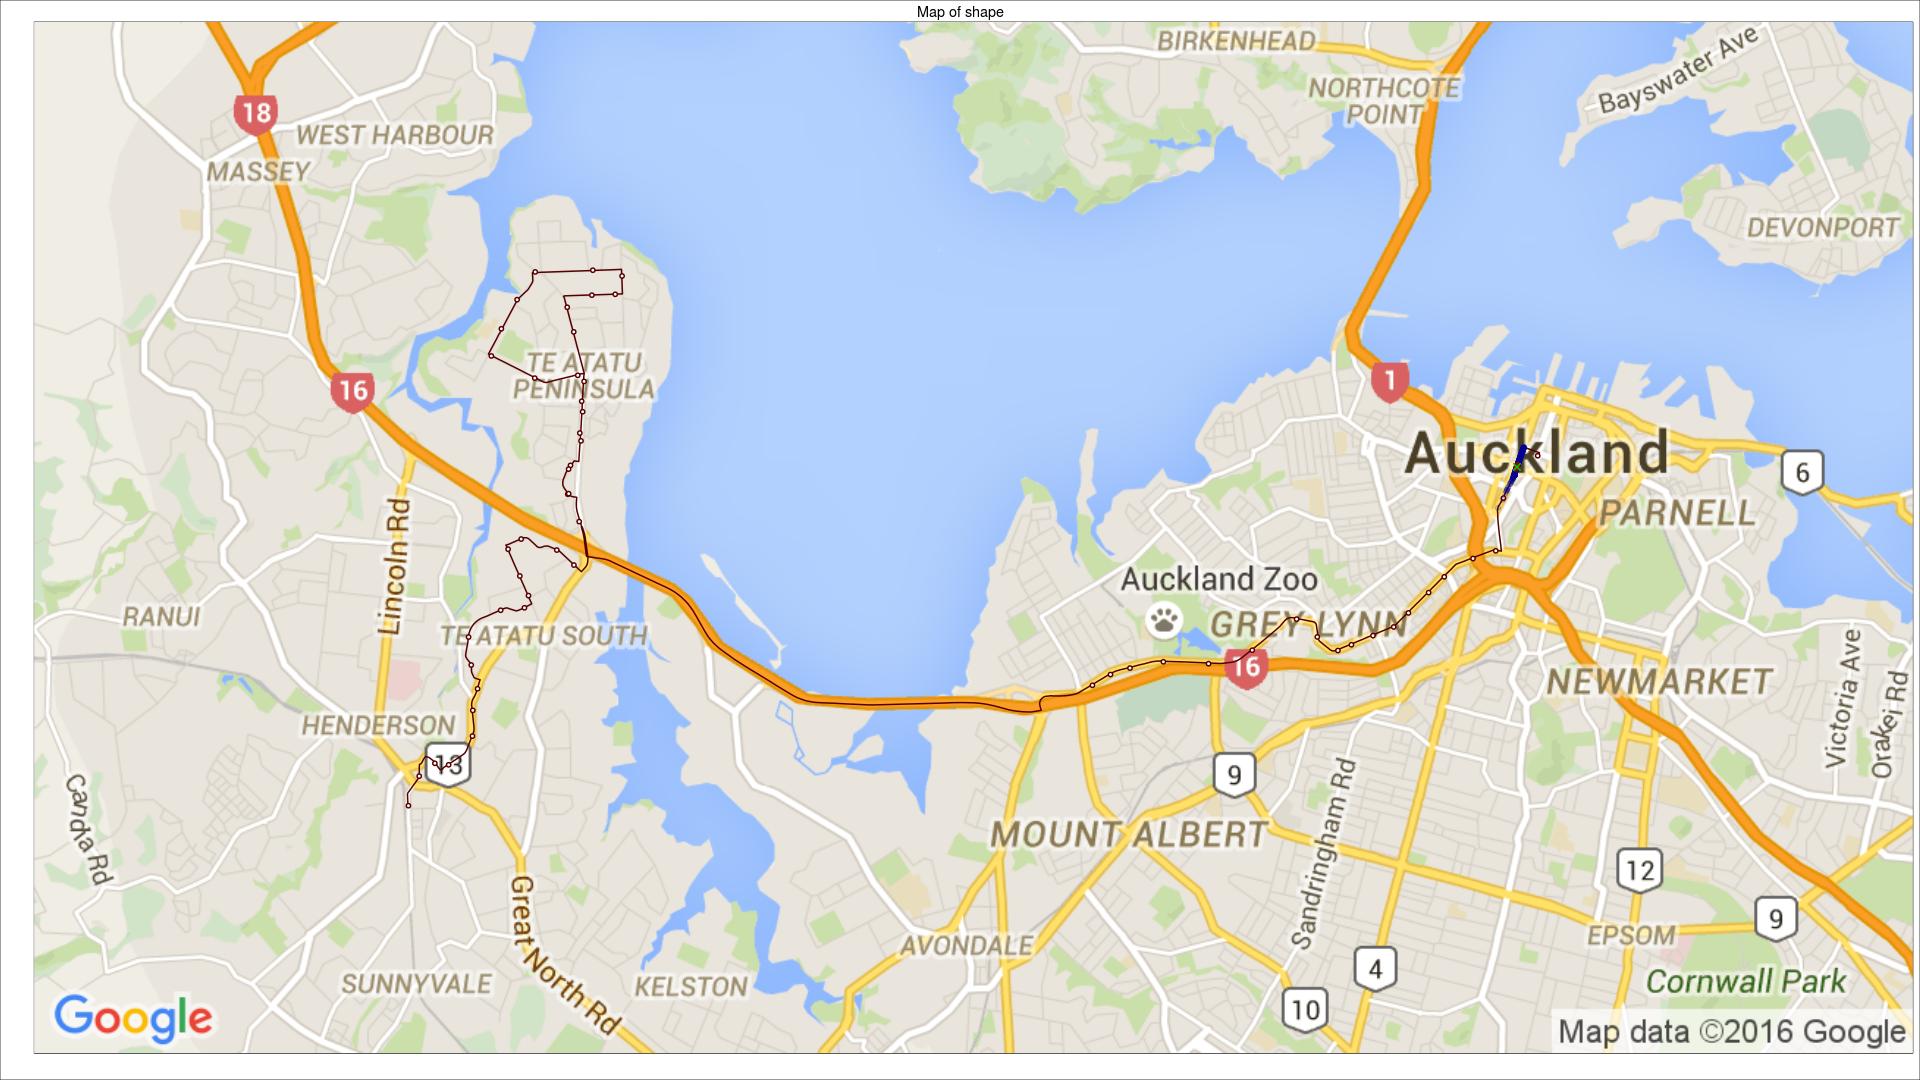 Map of shape
BIRKENHEAD
Bayswater Ave
NORTHCOTE
POINT
18
WEST HARBOUR
MASSEY
DEVONPORT
TE ATATU
PENINSULA
16
1
Auckland
6
PARNELL
Lincoln Rd
Auckland Zoo
RANUI
TE ATATU SOUTH
GREY LYNN
16
NEWMARKET
Victoria Ave
Orakei Rd
HENDERSON
13
9
Candia Rd
MOUNT ALBERT
Sandringham Rd
12
Great North Rd
9
EPSOM
AVONDALE
4
SUNNYVALE
KELSTON
Cornwall Park
10
Google
Map data ©2016 Google